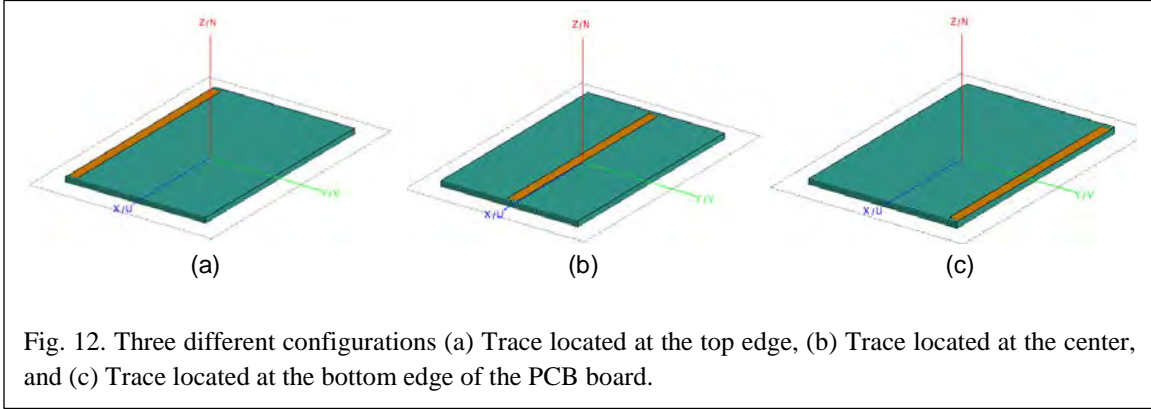 Z/N
Z/N
Z/N
X/U
Y/V
X/U
Y/V
X/U
Y/V
(a)
(b)
(c)
Fig. 12. Three different configurations (a) Trace located at the top edge, (b) Trace located at the center,
and (c) Trace located at the bottom edge of the PCB board.